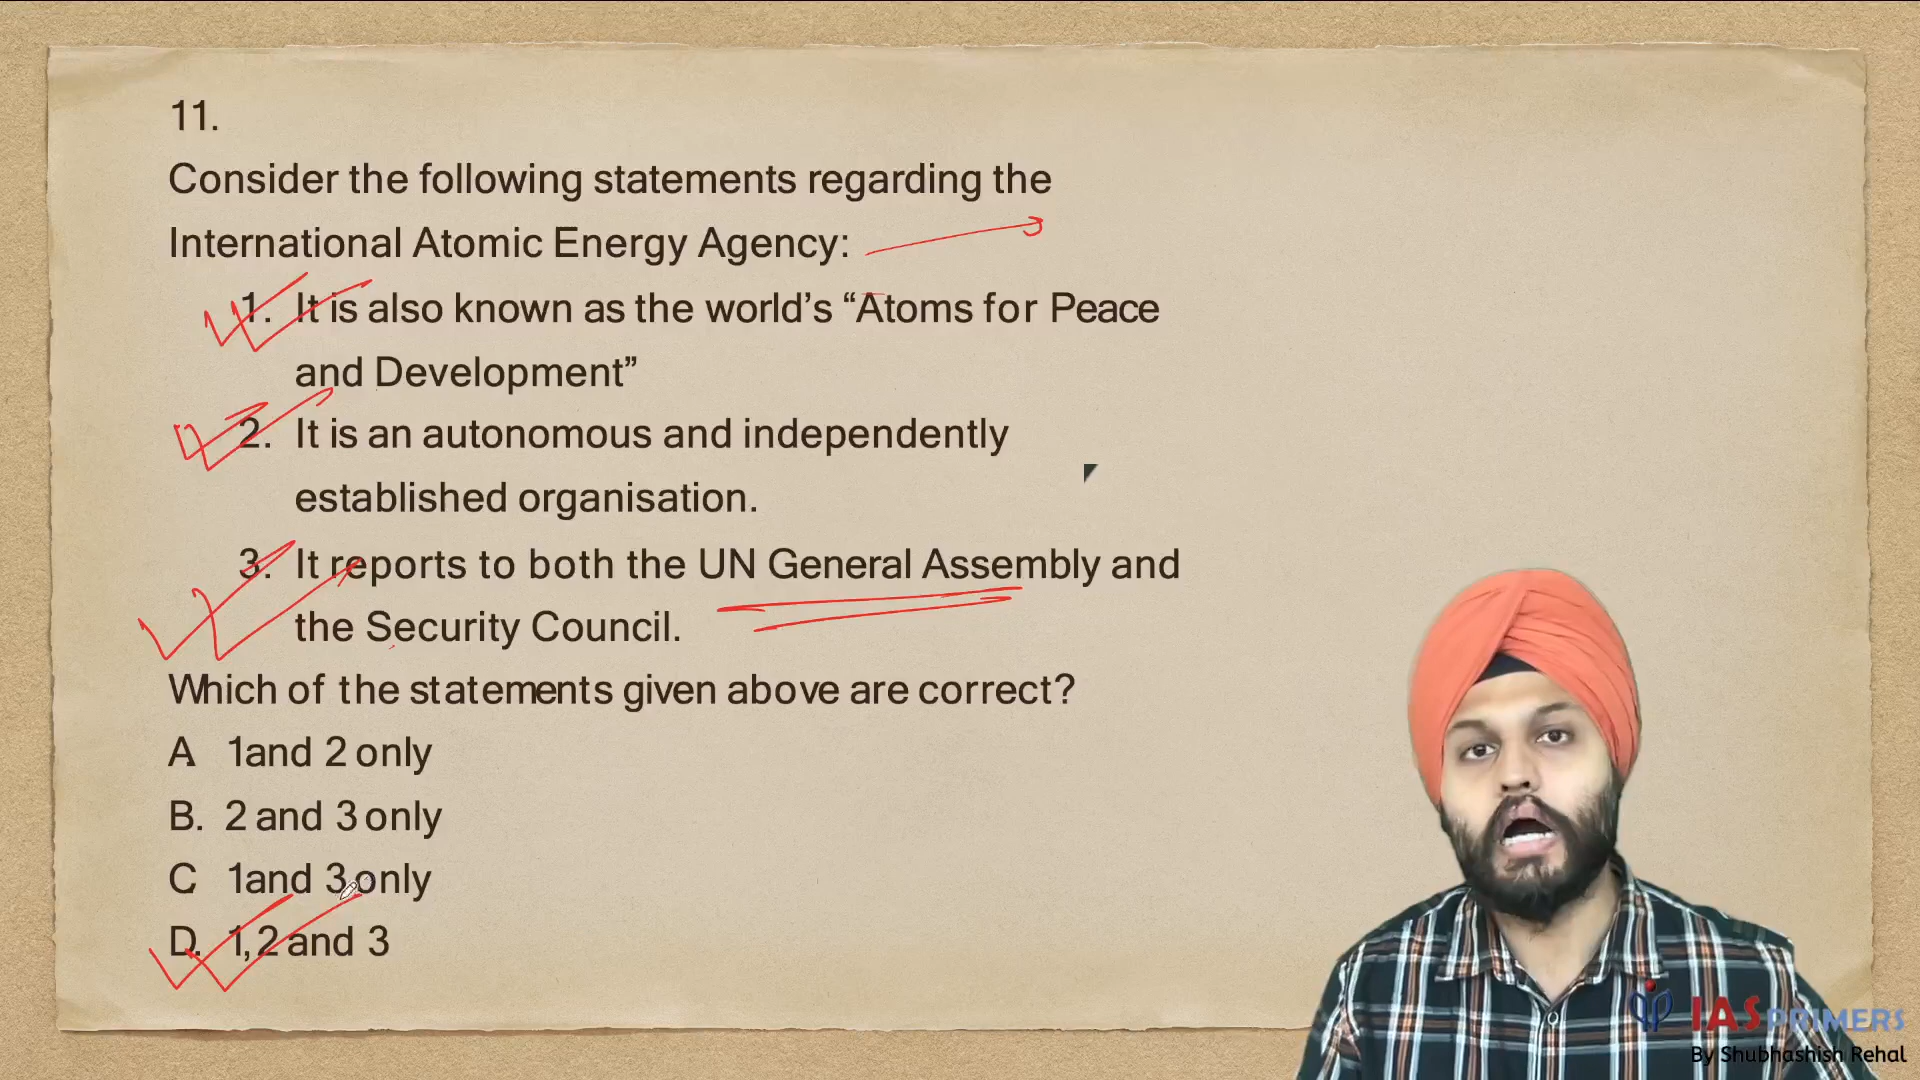 11.
Consider the following statements regarding the
International Atomic Energy Agency:
1. It is also known as the world's “Atoms for Peace
and Development”
2. It is an autonomous and independently
established organisation.
3. It reports to both the UN General Assembly and
the Security Council.
Which of the statements given above are correct?
A. 1and 2 only
B. 2 and 3 only
C. 1and 3 only
D. 1,2 and 3
IAS PRIMERS
By Shubhashish Rehal